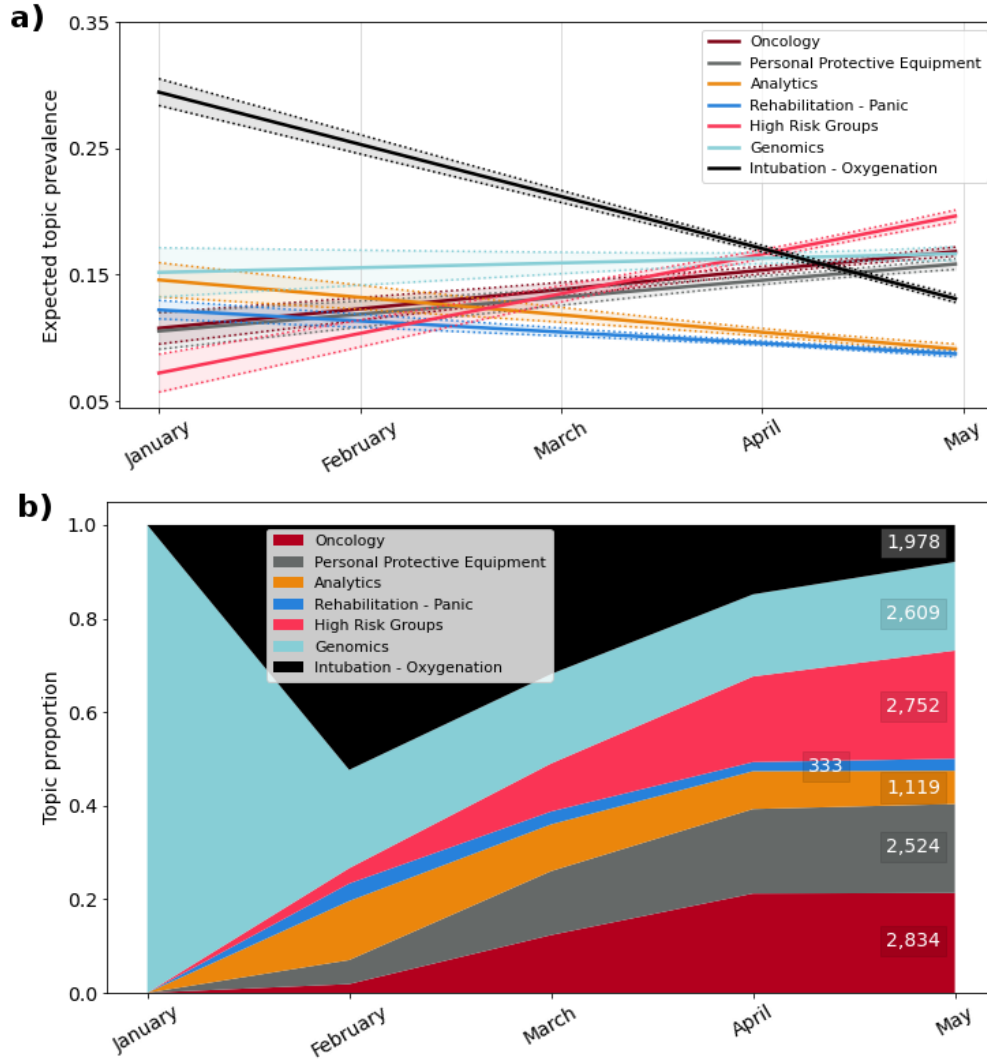 a)
0.35
0.25
0.15
0.05
Expected topic prevalence
Oncology
Personal Protective Equipment
Analytics
Rehabilitation - Panic
High Risk Groups
Genomics
Intubation - Oxygenation
January
February
March
April
May
b)
1.0
0.8
0.6
0.4
0.2
0.0
Topic proportion
Oncology
Personal Protective Equipment
Analytics
Rehabilitation - Panic
High Risk Groups
Genomics
Intubation - Oxygenation
1,978
2,609
2,752
333
1,119
2,524
2,834
January
February
March
April
May